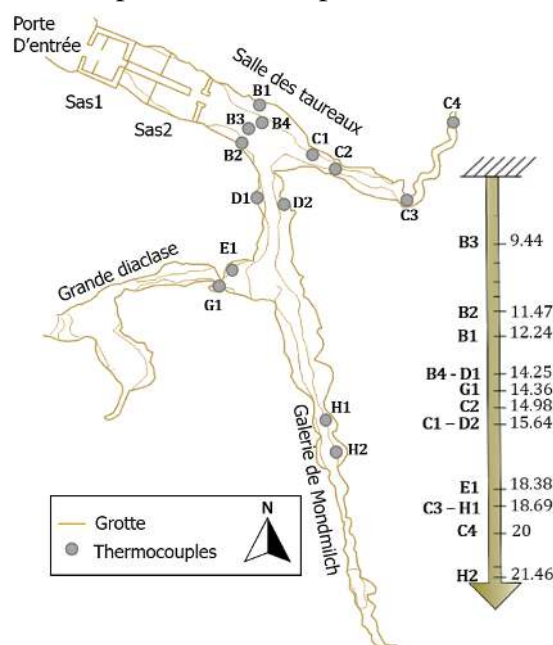 Porte
D'entrée
Sas1
Sas2
Salle des taureaux
B1
B3
B4
B2
C1
C2
C3
C4
D1
D2
E1
G1
Grande diaclase
H1
H2
Galerie de Mondmilch
B3 9.44
B2 11.47
B1 12.24
B4 - D1 14.25
G1 14.36
C2 14.98
C1 – D2 15.64
E1 18.38
C3 – H1 18.69
C4 20
H2 21.46
Grotte
Thermocouples
N